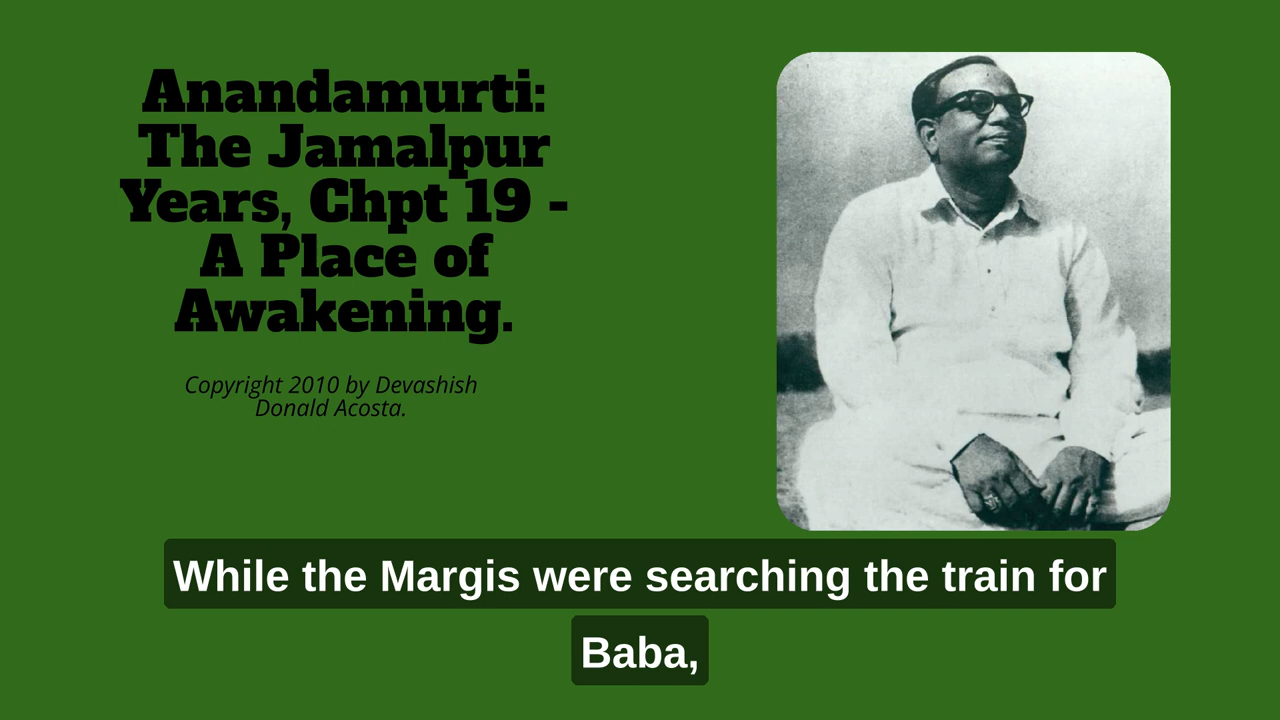 Anandamurti:
The Jamalpur
Years, Chpt 19 -
A Place of
Awakening.
Copyright 2010 by Devashish
Donald Acosta.
While the Margis were searching the train for
Baba,